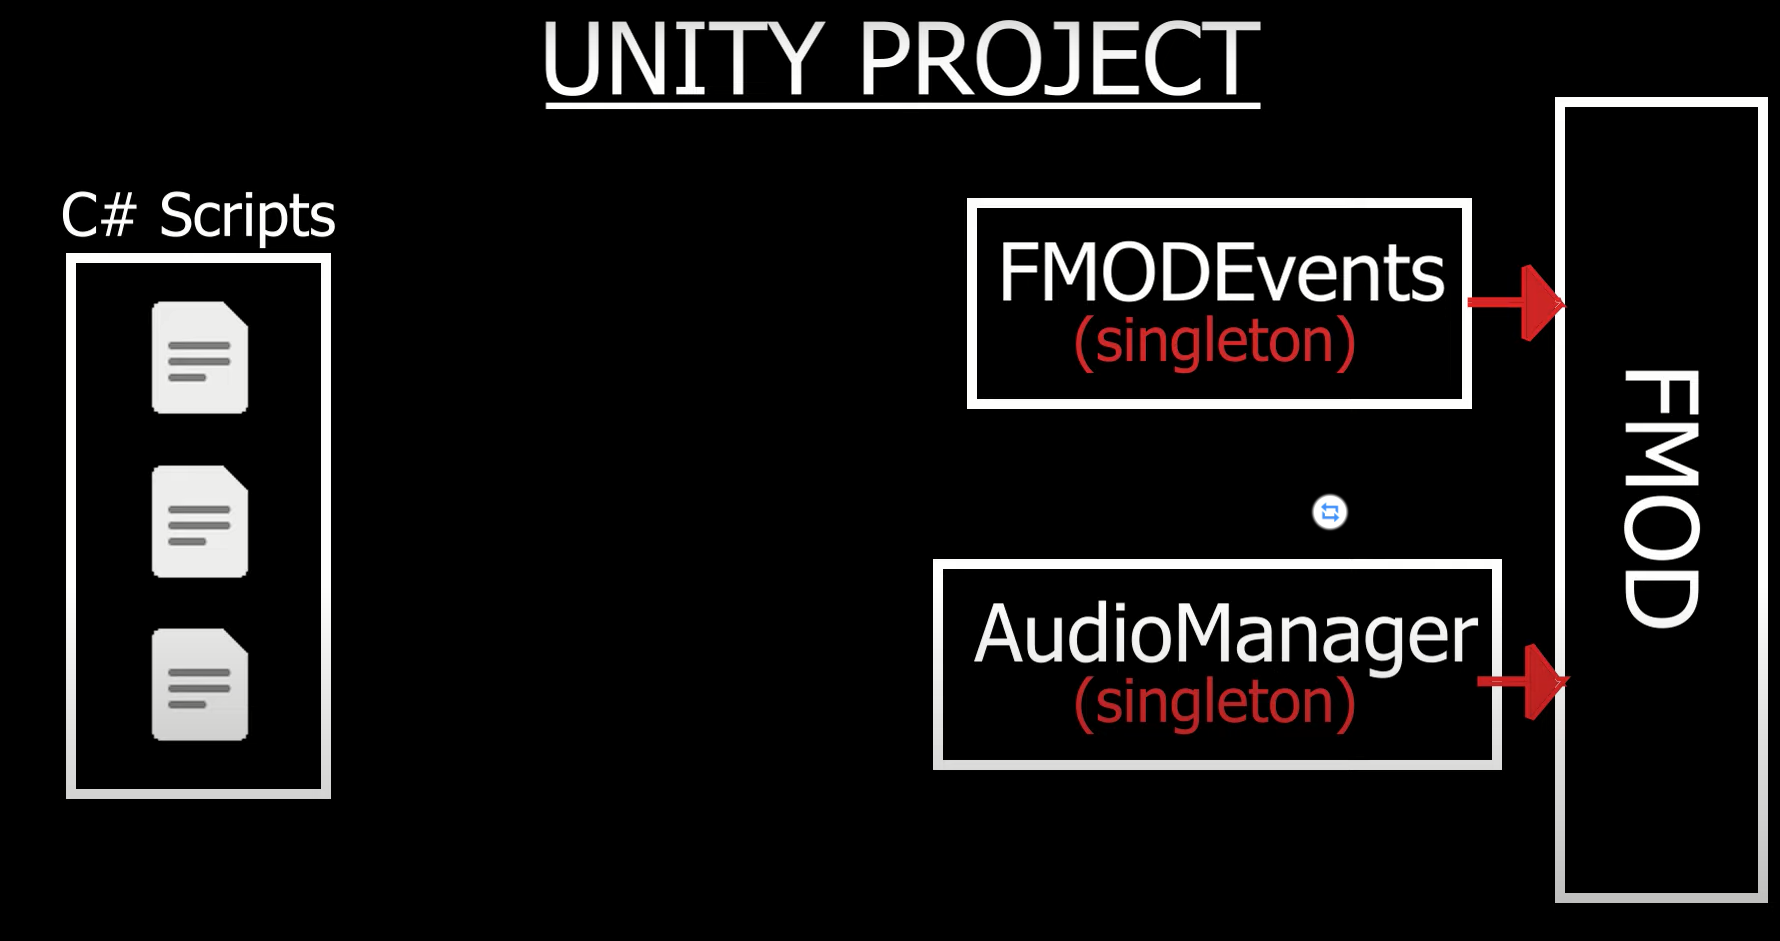 UNITY PROJECT
C# Scripts
FMODEvents
(singleton)
AudioManager
(singleton)
FMOD